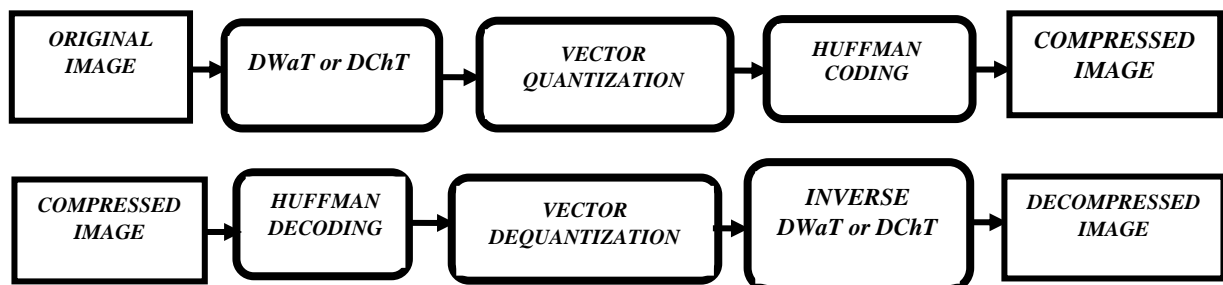 ORIGINAL
IMAGE
DWaT or DChT
VECTOR
QUANTIZATION
HUFFMAN
CODING
COMPRESSED
IMAGE
COMPRESSED
IMAGE
HUFFMAN
DECODING
VECTOR
DEQUANTIZATION
INVERSE
DWaT or DChT
DECOMPRESSED
IMAGE